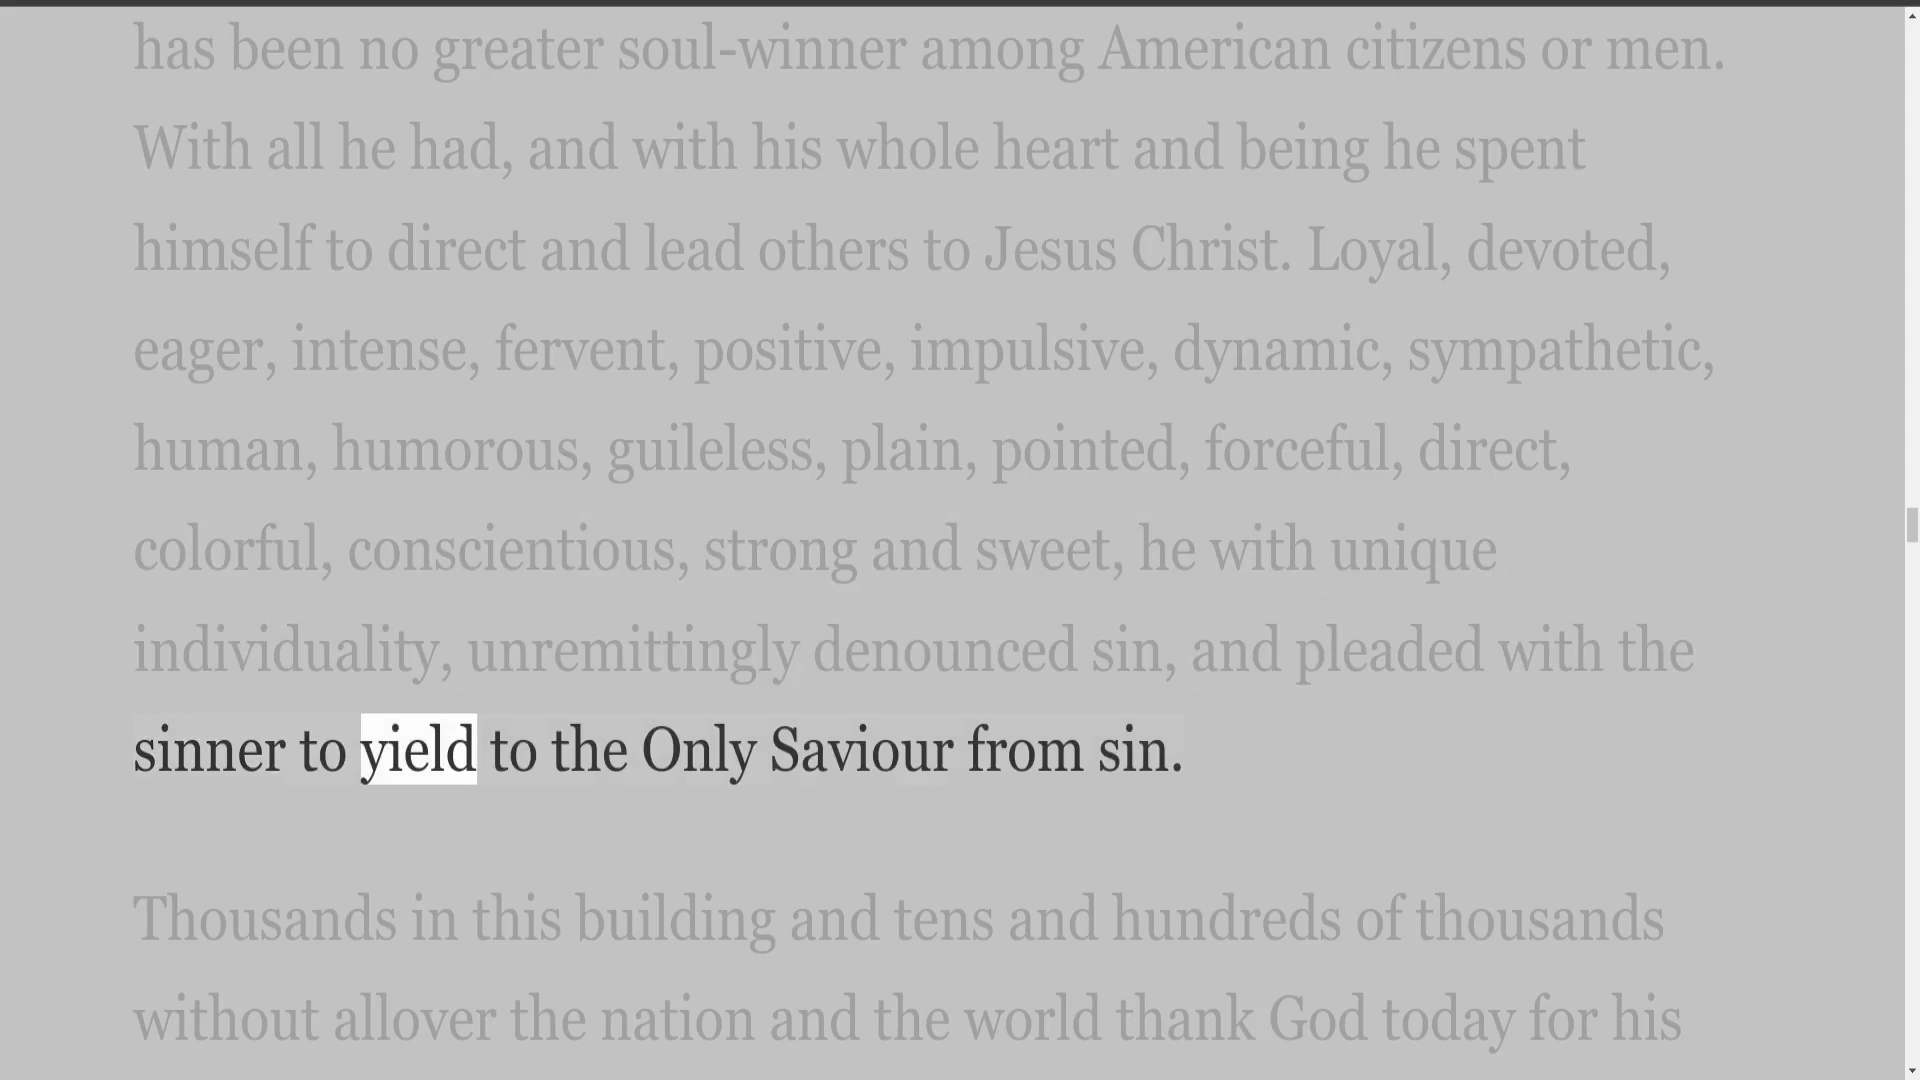 has been no greater soul-winner among American citizens or men.
With all he had, and with his whole heart and being he spent
himself to direct and lead others to Jesus Christ. Loyal, devoted,
eager, intense, fervent, positive, impulsive, dynamic, sympathetic,
human, humorous, guileless, plain, pointed, forceful, direct,
colorful, conscientious, strong and sweet, he with unique
individuality, unremittingly denounced sin, and pleaded with the
sinner to yield to the Only Saviour from sin.
Thousands in this building and tens and hundreds of thousands
without allover the nation and the world thank God today for his